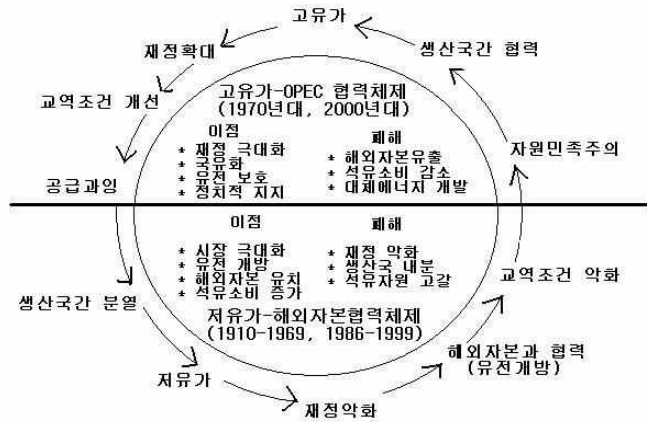 고유가
재정확대
생산국간 협력
교역조건 개선
고유가-OPEC 협력체제
(1970년대, 2000년대)
이점
* 재정 극대화
* 국유화
* 유전 보호
* 정치적 지지
폐해
* 해외자본유출
* 석유소비 감소
* 대체에너지 개발
자원민족주의
공급과잉
이점
* 시장 극대화
* 유전 개방
* 해외자본 유치
* 석유소비 증가
폐해
* 재정 악화
* 생산국 내분
* 석유자원 고갈
교역조건 악화
생산국간 분열
저유가-해외자본협력체제
(1910-1969, 1986-1999)
해외자본과 협력
(유전개방)
저유가
재정악화